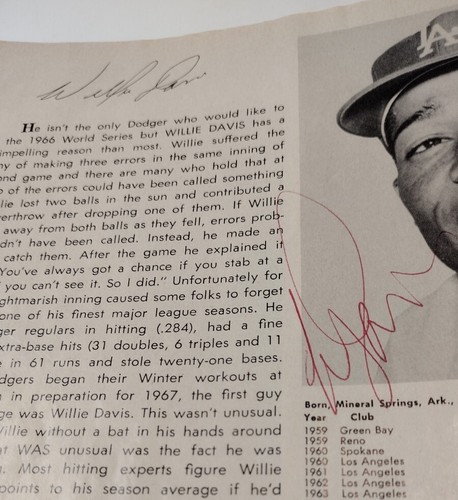 Willie Davis
He isn't the only Dodger who would like to
the 1966 World Series but WILLIE DAVIS has a
mpelling reason than most. Willie suffered the
ny of making three errors in the same inning of
ond game and there are many who hold that at
o of the errors could have been called something
lie lost two balls in the sun and contributed a
verthrow after dropping one of them. If Willie
away from both balls as they fell, errors prob-
dn't have been called. Instead, he made an
catch them. After the game he explained it
You've always got a chance if you stab at a
f you can't see it. So I did." Unfortunately for
ghtmarish inning caused some folks to forget
one of his finest major league seasons. He
ger regulars in hitting (.284), had a fine
xtra-base hits (31 doubles, 6 triples and 11
e in 61 runs and stole twenty-one bases.
dgers began their Winter workouts at
n in preparation for 1967, the first guy
ge was Willie Davis. This wasn't unusual.
Willie without a bat in his hands around
at WAS unusual was the fact he was
g. Most hitting experts figure Willie
points to his season average if he'd
LA
Born, Mineral Springs, Ark.,
Year Club
1959 Green Bay
1959 Reno
1960 Spokane
1960 Los Angeles
1961 Los Angeles
1962 Los Angeles
1963 Los Angeles